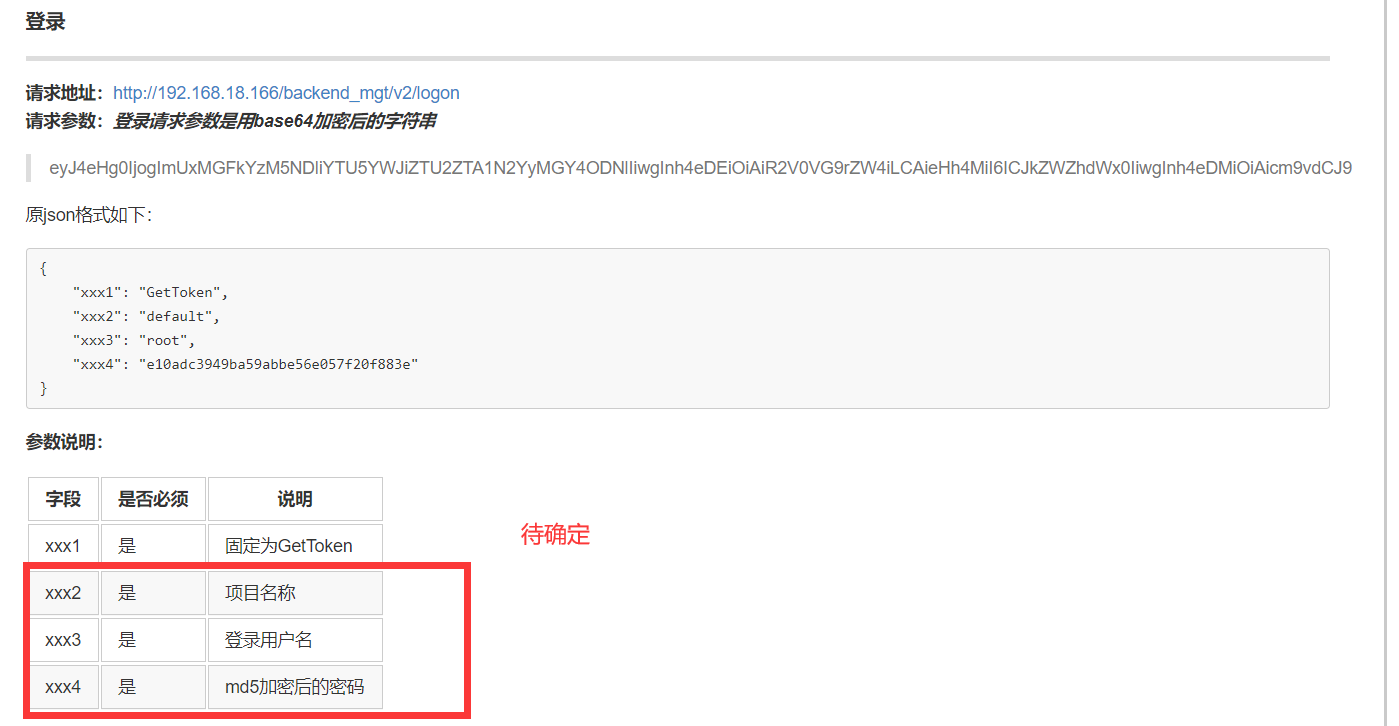 登录
请求地址：http://192.168.18.166/backend_mgt/v2/logon
请求参数：登录请求参数是用base64加密后的字符串
eyJ4eHg0IjogImUxMGFkYzM5NDliYTU5YWJiZTU2ZTA1N2YyMGY4ODNlIiwgInh4eDEiOiAiR2V0VG9rZW4iLCAieHh4MiI6ICJkZWZhdWx0IiwgInh4eDMiOiAicm9vdCJ9
原json格式如下：
{
"xxx1": "GetToken",
"xxx2": "default",
"xxx3": "root",
"xxx4": "e10adc3949ba59abbe56e057f20f883e"
}
参数说明：
字段 是否必须 说明
xxx1 是 固定为GetToken
待确定
xxx2 是 项目名称
xxx3 是 登录用户名
xxx4 是 md5加密后的密码